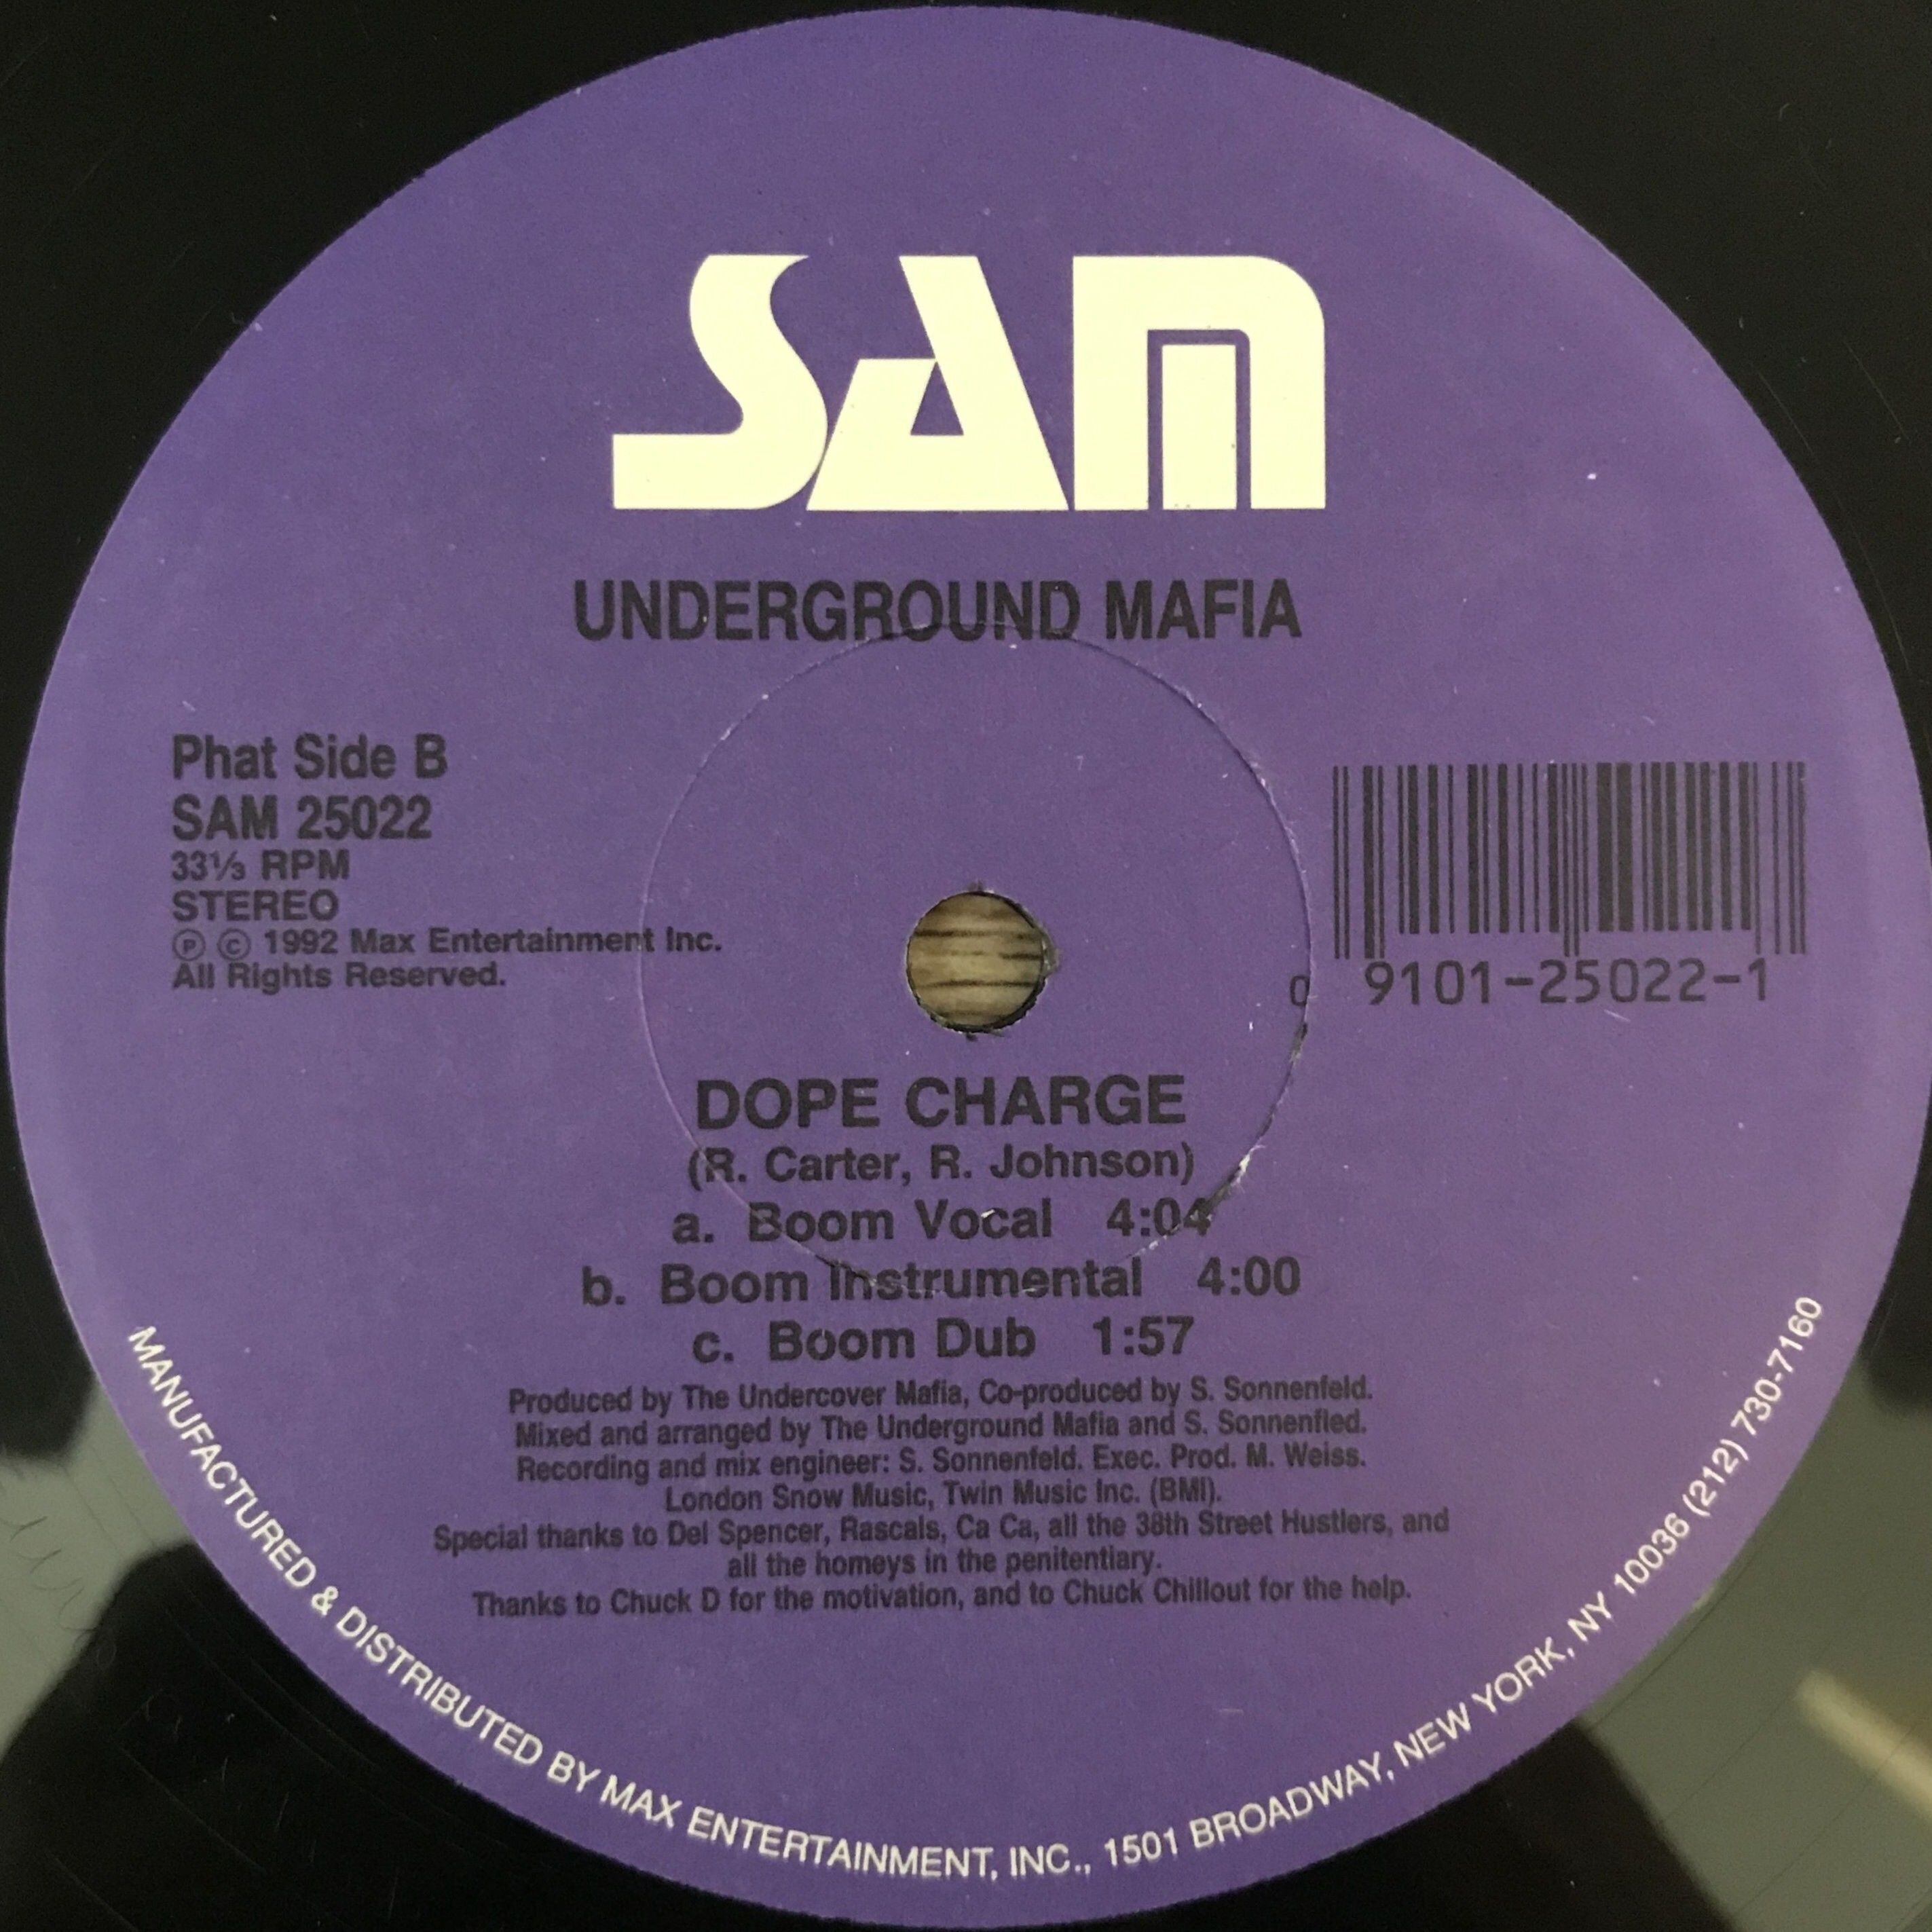 SAM
UNDERGROUND MAFIA
Phat Side B
SAM 25022
33⅓ RPM
STEREO
Ⓟ © 1992 Max Entertainment Inc.
All Rights Reserved.
0 9101-25022-1
DOPE CHARGE
(R. Carter, R. Johnson)
a. Boom Vocal 4:04
b. Boom Instrumental 4:00
c. Boom Dub 1:57
Produced by The Undercover Mafia, Co-produced by S. Sonnenfeld.
Mixed and arranged by The Underground Mafia and S. Sonnenfled.
Recording and mix engineer: S. Sonnenfeld. Exec. Prod. M. Weiss.
London Snow Music, Twin Music Inc. (BMI).
Special thanks to Del Spencer, Rascals, Ca Ca, all the 38th Street Hustlers, and
all the homeys in the penitentiary.
Thanks to Chuck D for the motivation, and to Chuck Chillout for the help.
MANUFACTURED & DISTRIBUTED BY MAX ENTERTAINMENT, INC., 1501 BROADWAY, NEW YORK, NY 10036 (212) 730-7160